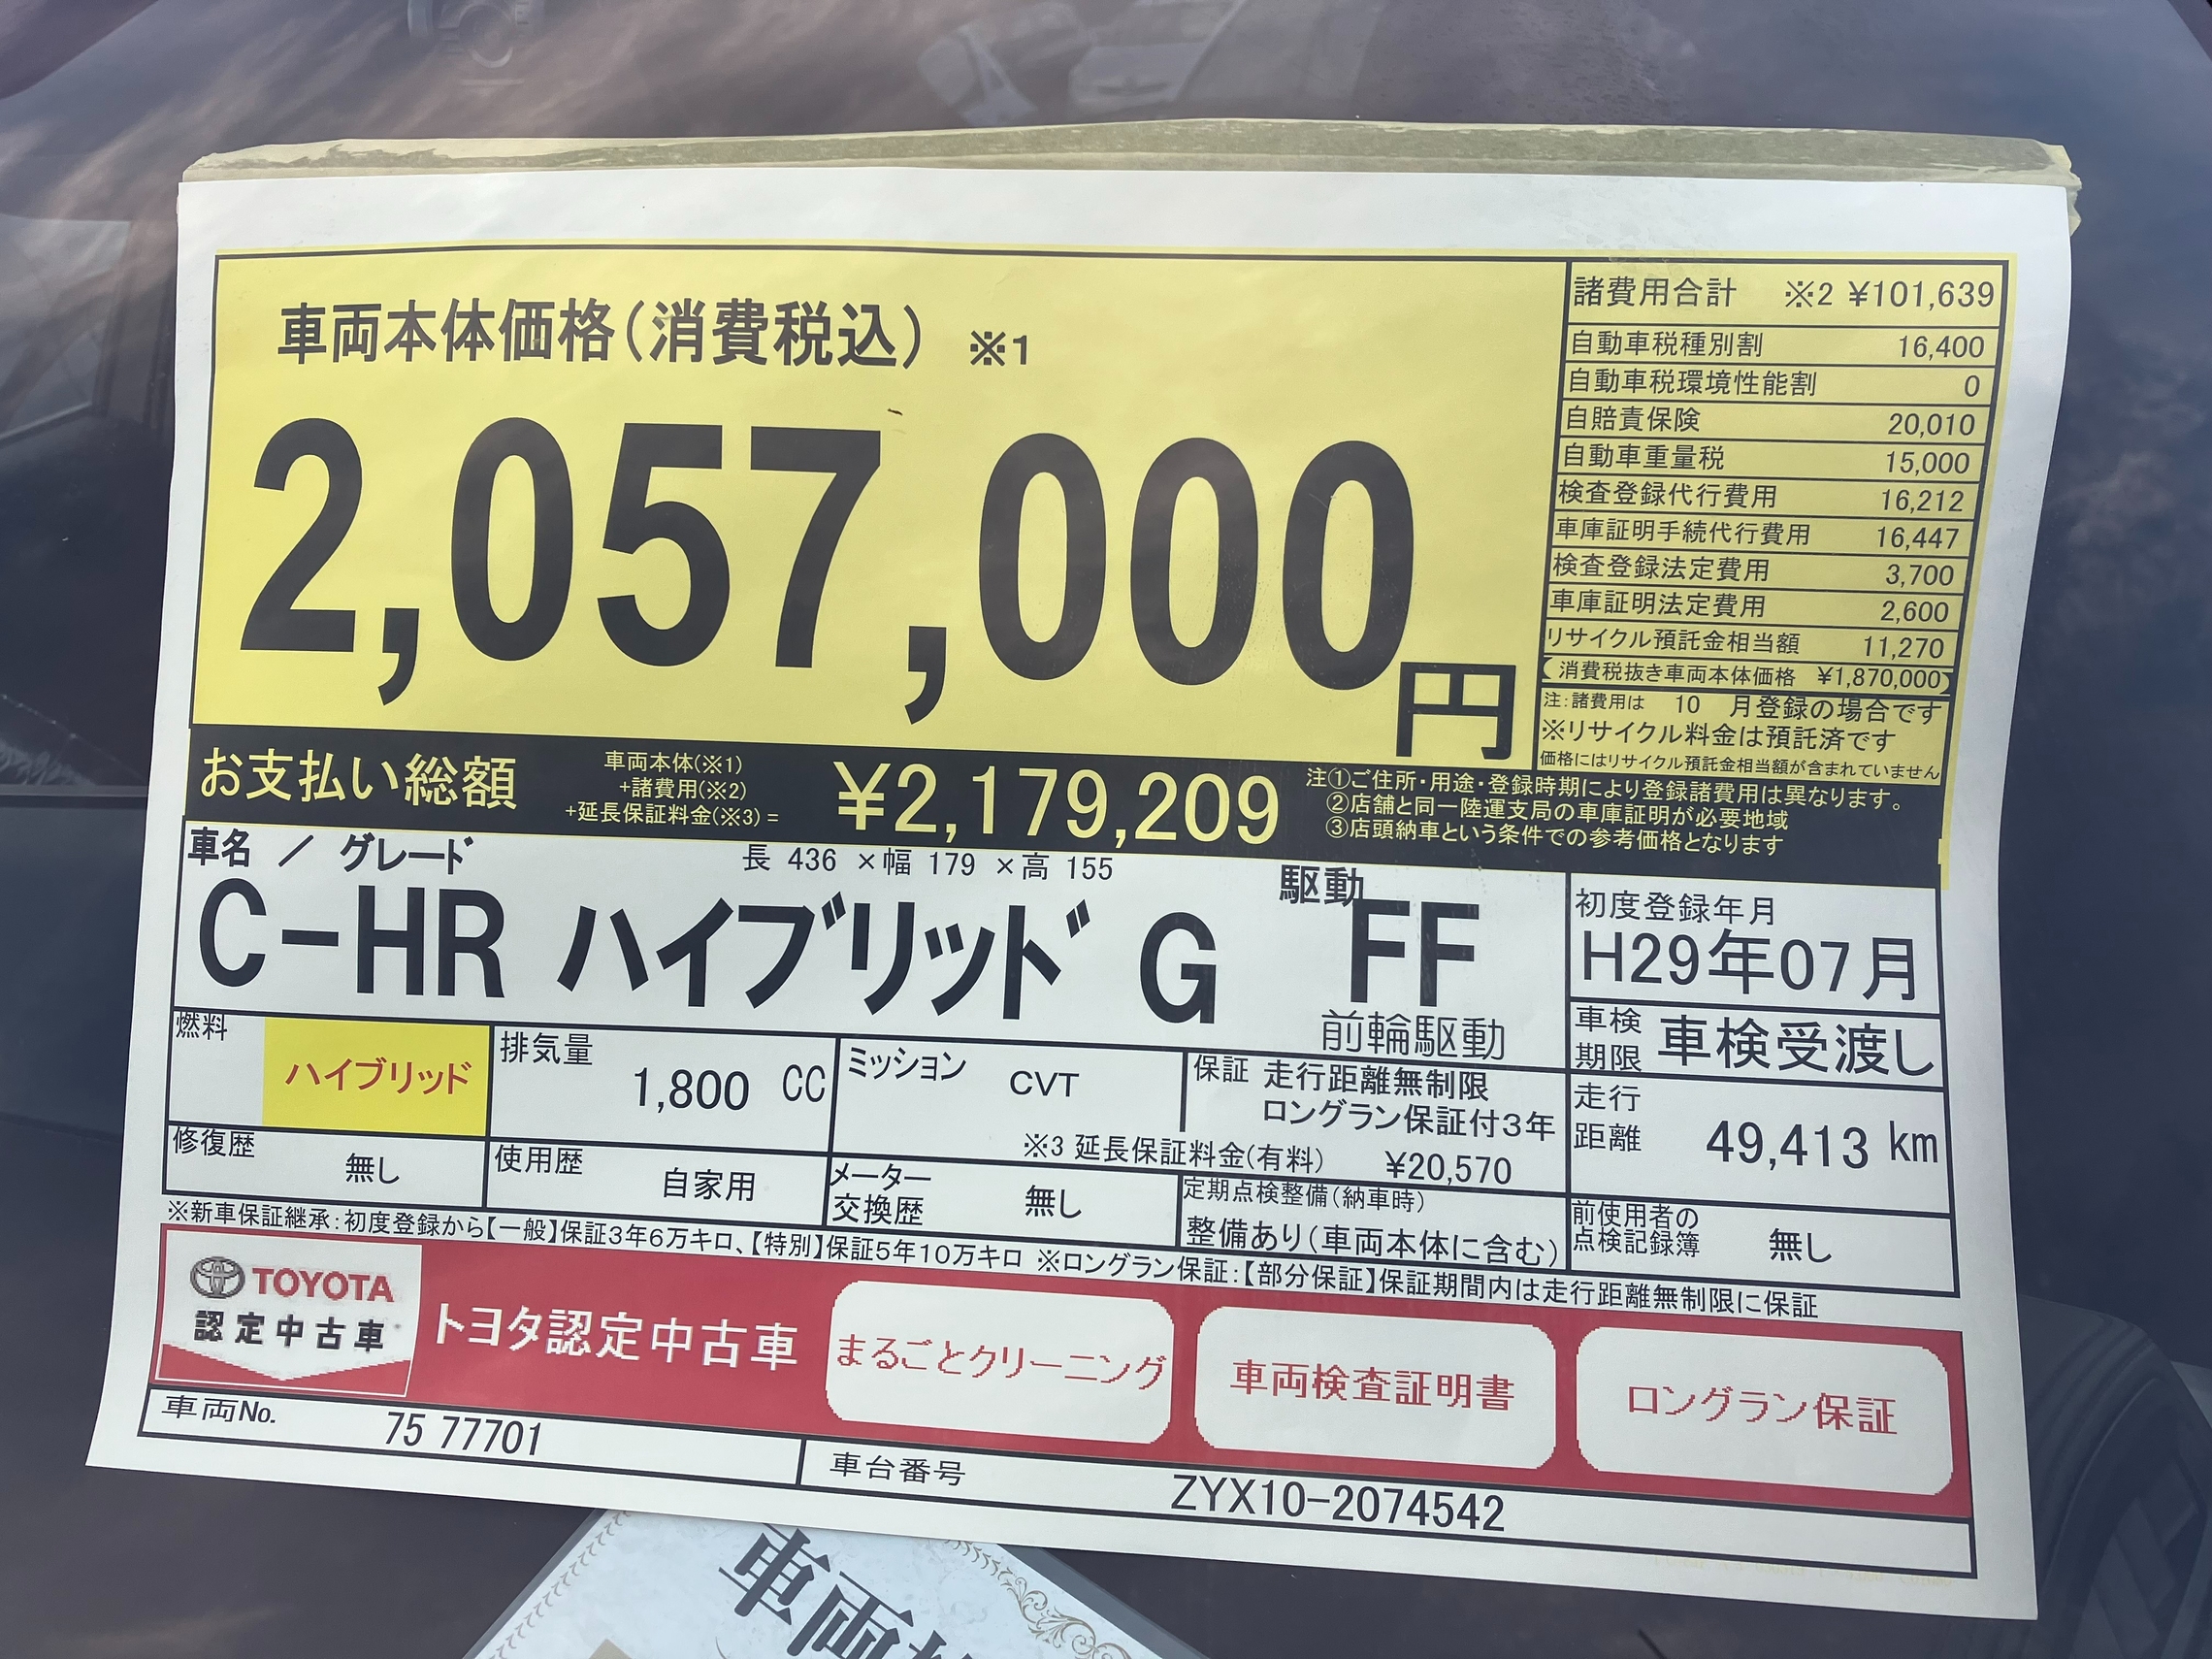 車両本体価格(消費税込) ※1
2,057,000円
諸費用合計 ※2 ¥101,639
自動車税種別割 16,400
自動車税環境性能割 0
自賠責保険 20,010
自動車重量税 15,000
検査登録代行費用 16,212
車庫証明手続代行費用 16,447
検査登録法定費用 3,700
車庫証明法定費用 2,600
リサイクル預託金相当額 11,270
【 消費税抜き車両本体価格 ¥1,870,000】
注:諸費用は 10 月登録の場合です
※リサイクル料金は預託済です
価格にはリサイクル預託金相当額が含まれていません
お支払い総額
車両本体(※1)
+諸費用(※2)
+延長保証料金(※3)=
¥2,179,209
注①ご住所・用途・登録時期により登録諸費用は異なります。
②店舗と同一陸運支局の車庫証明が必要地域
③店頭納車という条件での参考価格となります
車名 / グレード
長 436 ×幅 179 ×高 155
C-HR ハイブリッド G
駆動
FF
前輪駆動
初度登録年月
H29年07月
車検期限 車検受渡し
燃料 ハイブリッド
排気量 1,800 CC
ミッション CVT
保証 走行距離無制限
ロングラン保証付3年
※3 延長保証料金(有料) ¥20,570
走行距離 49,413 km
修復歴 無し
使用歴 自家用
メーター交換歴 無し
定期点検整備(納車時)
整備あり(車両本体に含む)
前使用者の点検記録簿 無し
※新車保証継承:初度登録から【一般】保証3年6万キロ、【特別】保証5年10万キロ ※ロングラン保証:【部分保証】保証期間内は走行距離無制限に保証
TOYOTA
認定中古車
トヨタ認定中古車
まるごとクリーニング
車両検査証明書
ロングラン保証
車両No. 75 77701
車台番号 ZYX10-2074542
車両検